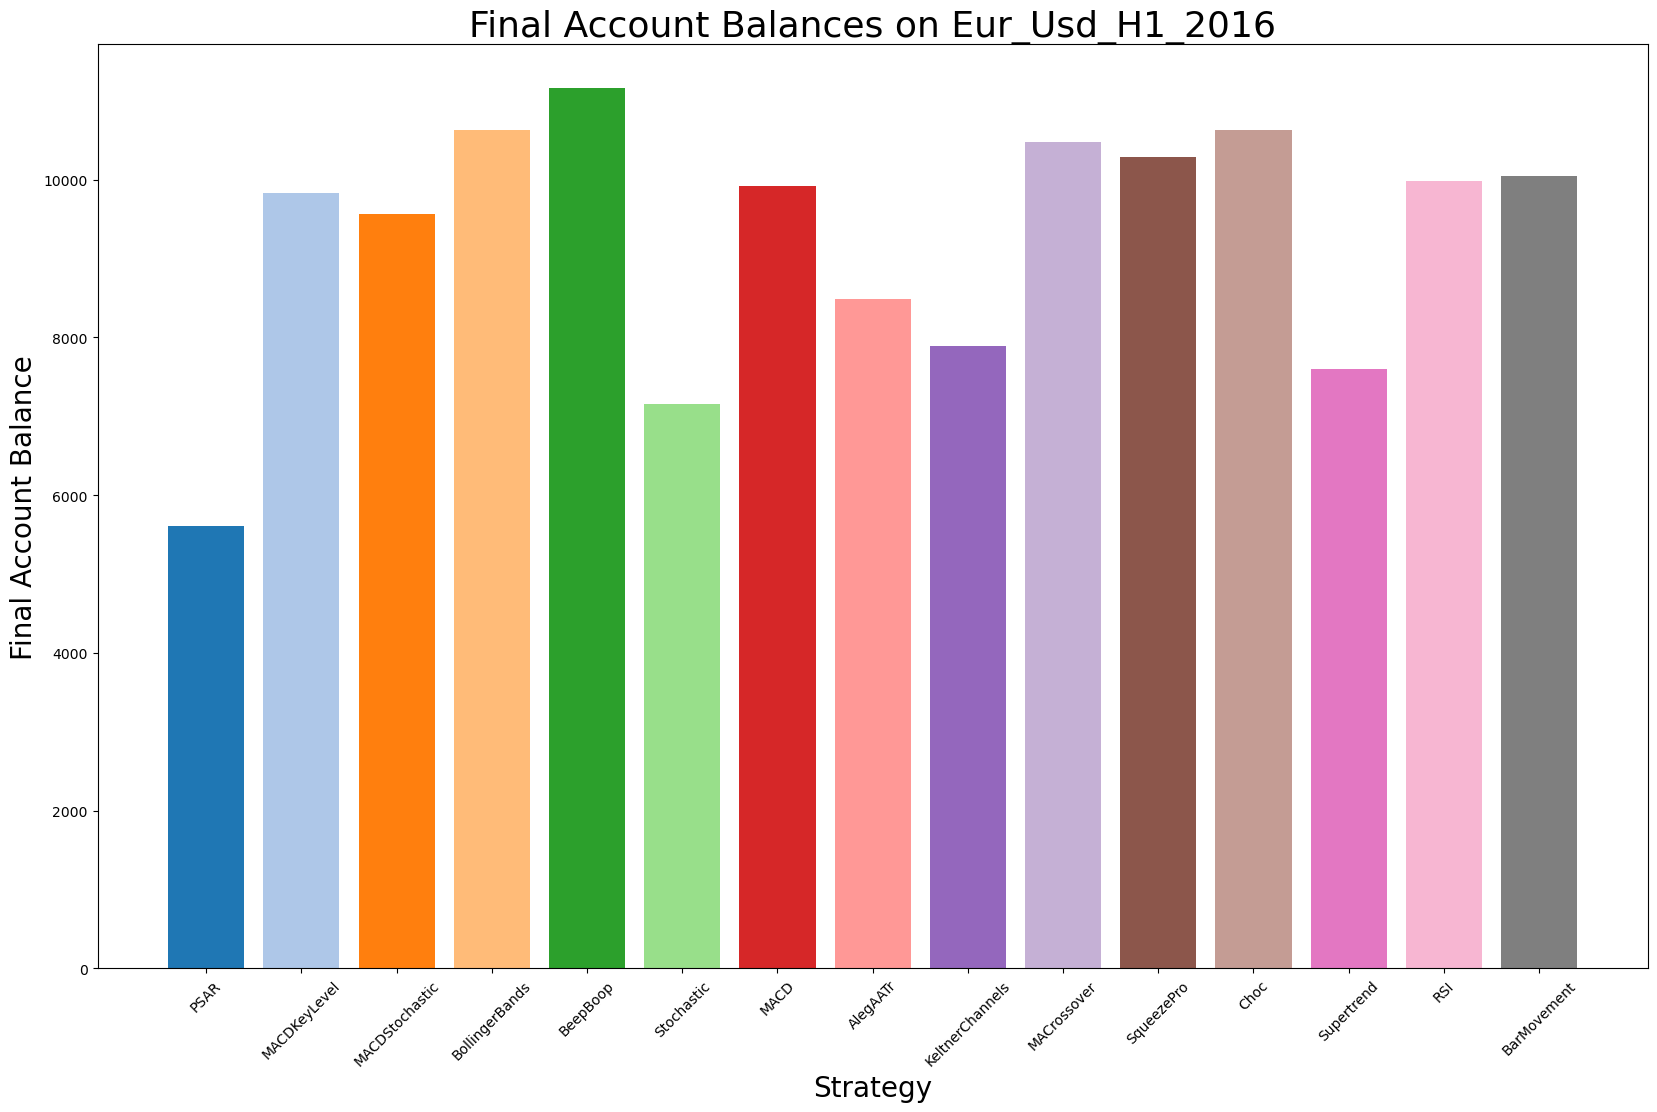 Final Account Balances on Eur_Usd_H1_2016
Final Account Balance
10000
8000
6000
4000
2000
0
PSAR
MACDKeyLevel
MACDStochastic
BollingerBands
BeepBoop
Stochastic
MACD
AlegAATr
KeltnerChannels
MACrossover
SqueezePro
Choc
Supertrend
RSI
BarMovement
Strategy